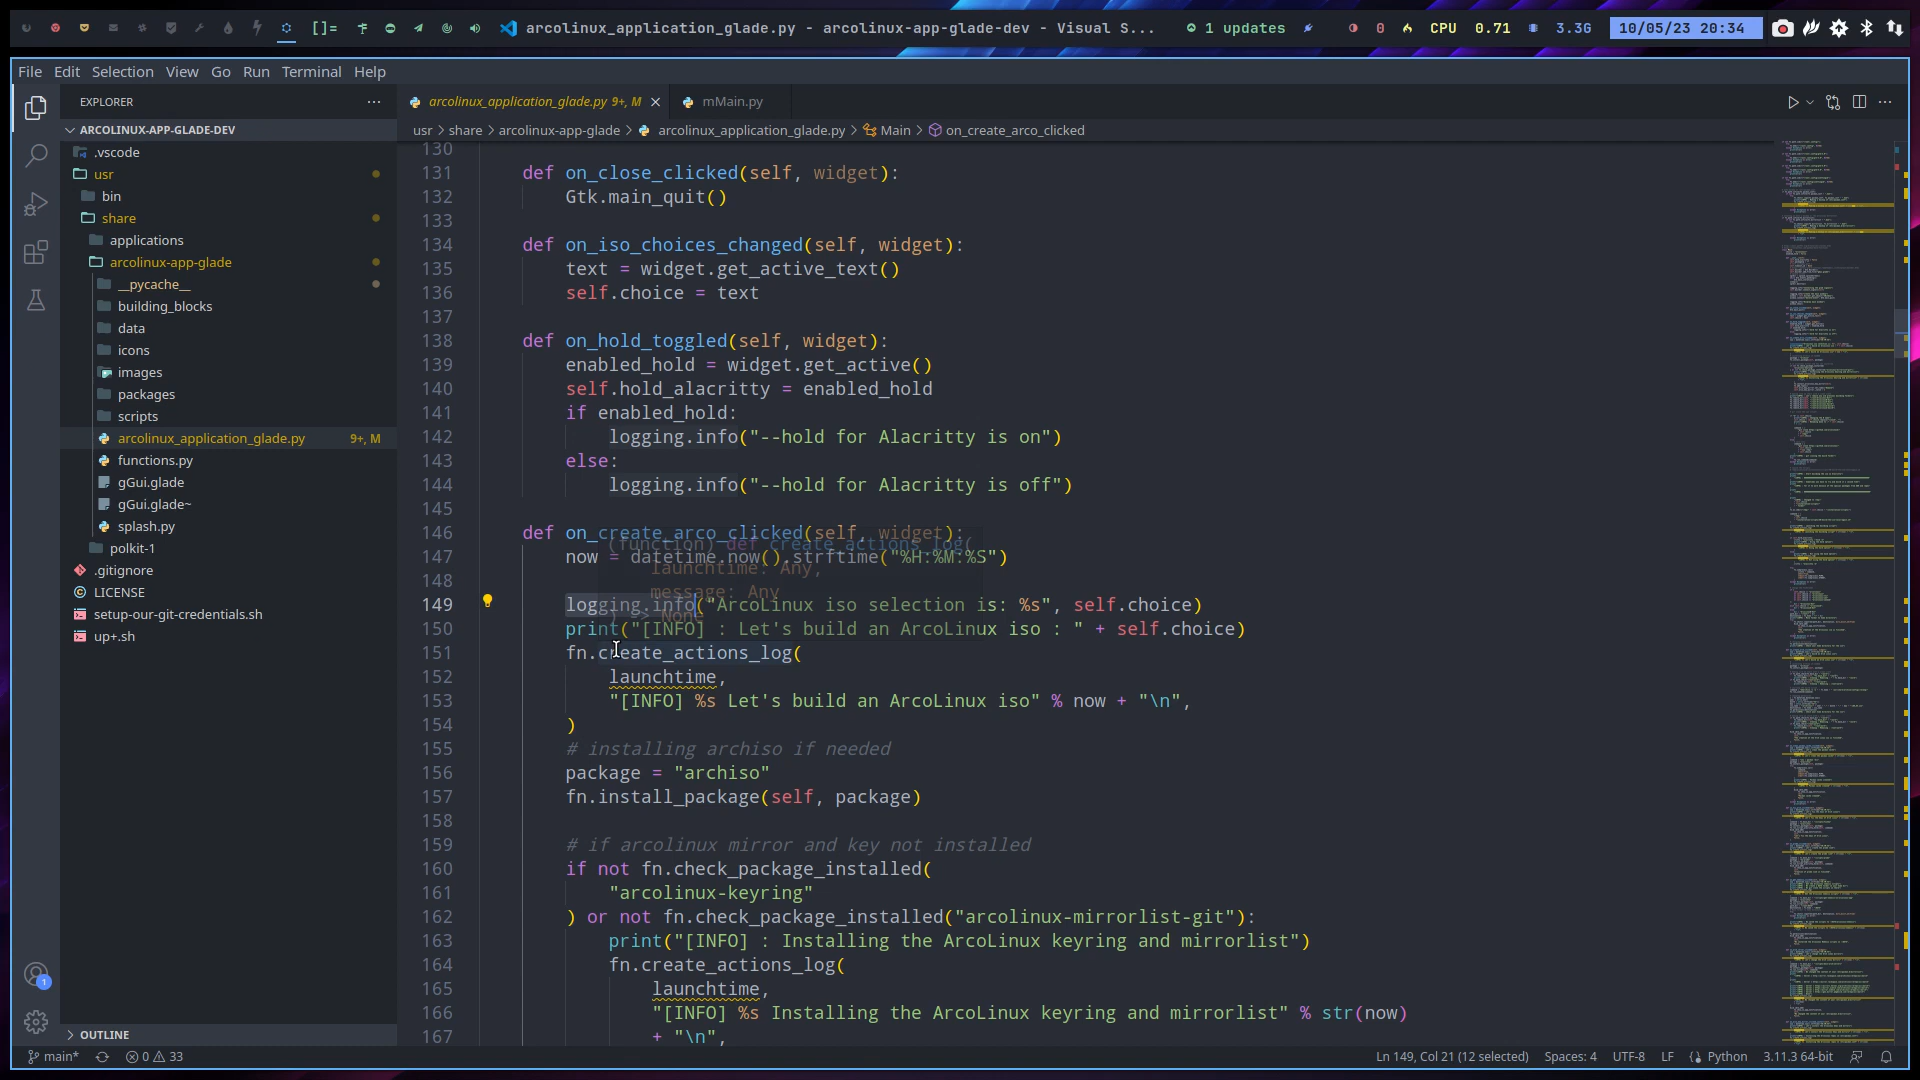 []=
arcolinux_application_glade.py - arcolinux-app-glade-dev - Visual S...
1 updates
0
CPU 0.71
3.3G
10/05/23 20:34
File Edit Selection View Go Run Terminal Help
EXPLORER
ARCOLINUX-APP-GLADE-DEV
.vscode
usr
bin
share
applications
arcolinux-app-glade
__pycache__
building_blocks
data
icons
images
packages
scripts
arcolinux_application_glade.py 9+, M
functions.py
gGui.glade
gGui.glade~
splash.py
polkit-1
.gitignore
LICENSE
setup-our-git-credentials.sh
up+.sh
OUTLINE
1
arcolinux_application_glade.py 9+, M
mMain.py
usr > share > arcolinux-app-glade > arcolinux_application_glade.py > Main > on_create_arco_clicked
130
131 def on_close_clicked(self, widget):
132 Gtk.main_quit()
133
134 def on_iso_choices_changed(self, widget):
135 text = widget.get_active_text()
136 self.choice = text
137
138 def on_hold_toggled(self, widget):
139 enabled_hold = widget.get_active()
140 self.hold_alacritty = enabled_hold
141 if enabled_hold:
142 logging.info("--hold for Alacritty is on")
143 else:
144 logging.info("--hold for Alacritty is off")
145
146 def on_create_arco_clicked(self, widget):
(function) def create_actions_log(
147 now = datetime.now().strftime("%H:%M:%S")
launchtime: Any,
148
message: Any
149 logging.info("ArcoLinux iso selection is: %s", self.choice)
) -> None
150 print("[INFO] : Let's build an ArcoLinux iso : " + self.choice)
151 fn.create_actions_log(
152 launchtime,
153 "[INFO] %s Let's build an ArcoLinux iso" % now + "\n",
154 )
155 # installing archiso if needed
156 package = "archiso"
157 fn.install_package(self, package)
158
159 # if arcolinux mirror and key not installed
160 if not fn.check_package_installed(
161 "arcolinux-keyring"
162 ) or not fn.check_package_installed("arcolinux-mirrorlist-git"):
163 print("[INFO] : Installing the ArcoLinux keyring and mirrorlist")
164 fn.create_actions_log(
165 launchtime,
166 "[INFO] %s Installing the ArcoLinux keyring and mirrorlist" % str(now)
167 + "\n",
main* 0 33
Ln 149, Col 21 (12 selected) Spaces: 4 UTF-8 LF Python 3.11.3 64-bit